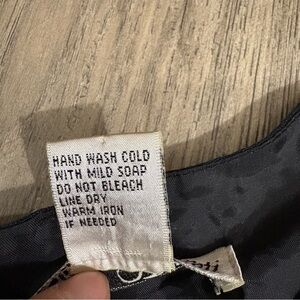 HAND WASH COLD
WITH MILD SOAP
DO NOT BLEACH
LINE DRY
WARM IRON
IF NEEDED